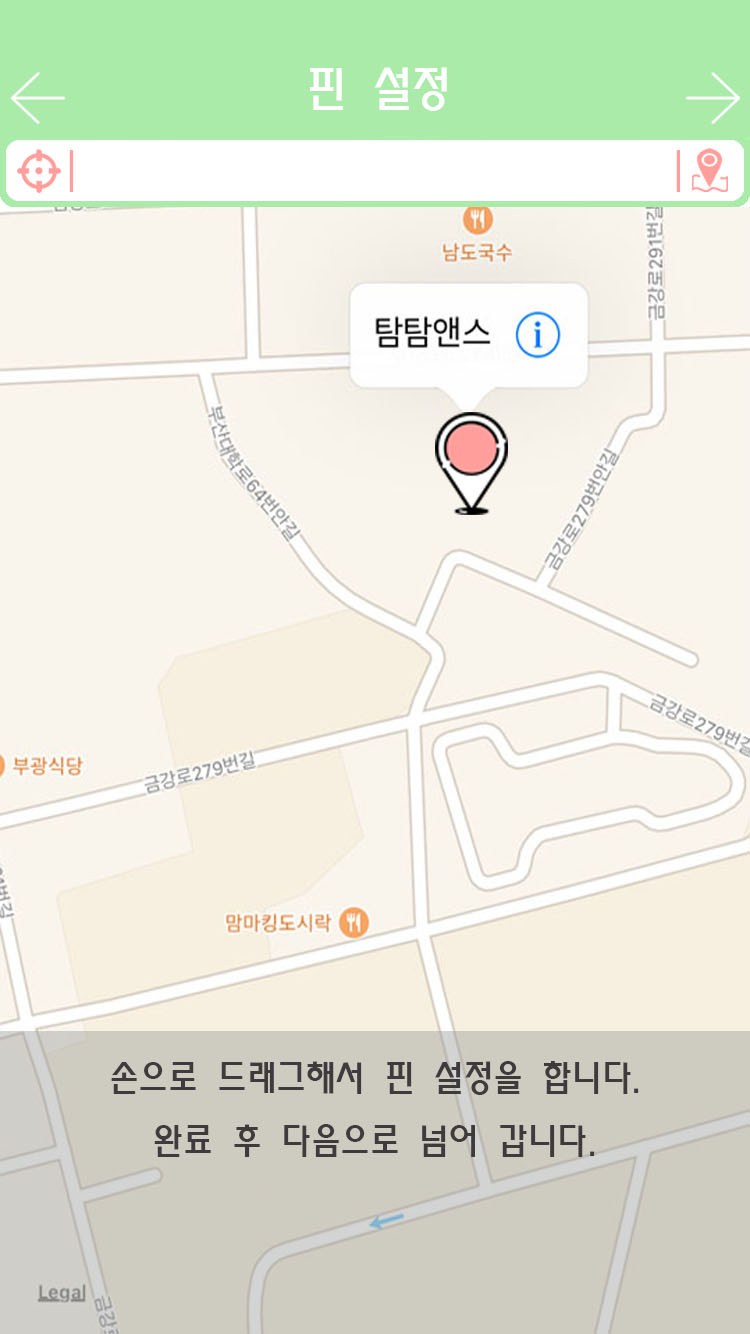 핀 설정
남도국수
금강로291번길
탐탐앤스
부산대학로64번안길
금강로279번안길
금강로279번길
부광식당
금강로279번길
맘마킹도시락
손으로 드래그해서 핀 설정을 합니다.
완료 후 다음으로 넘어 갑니다.
Legal